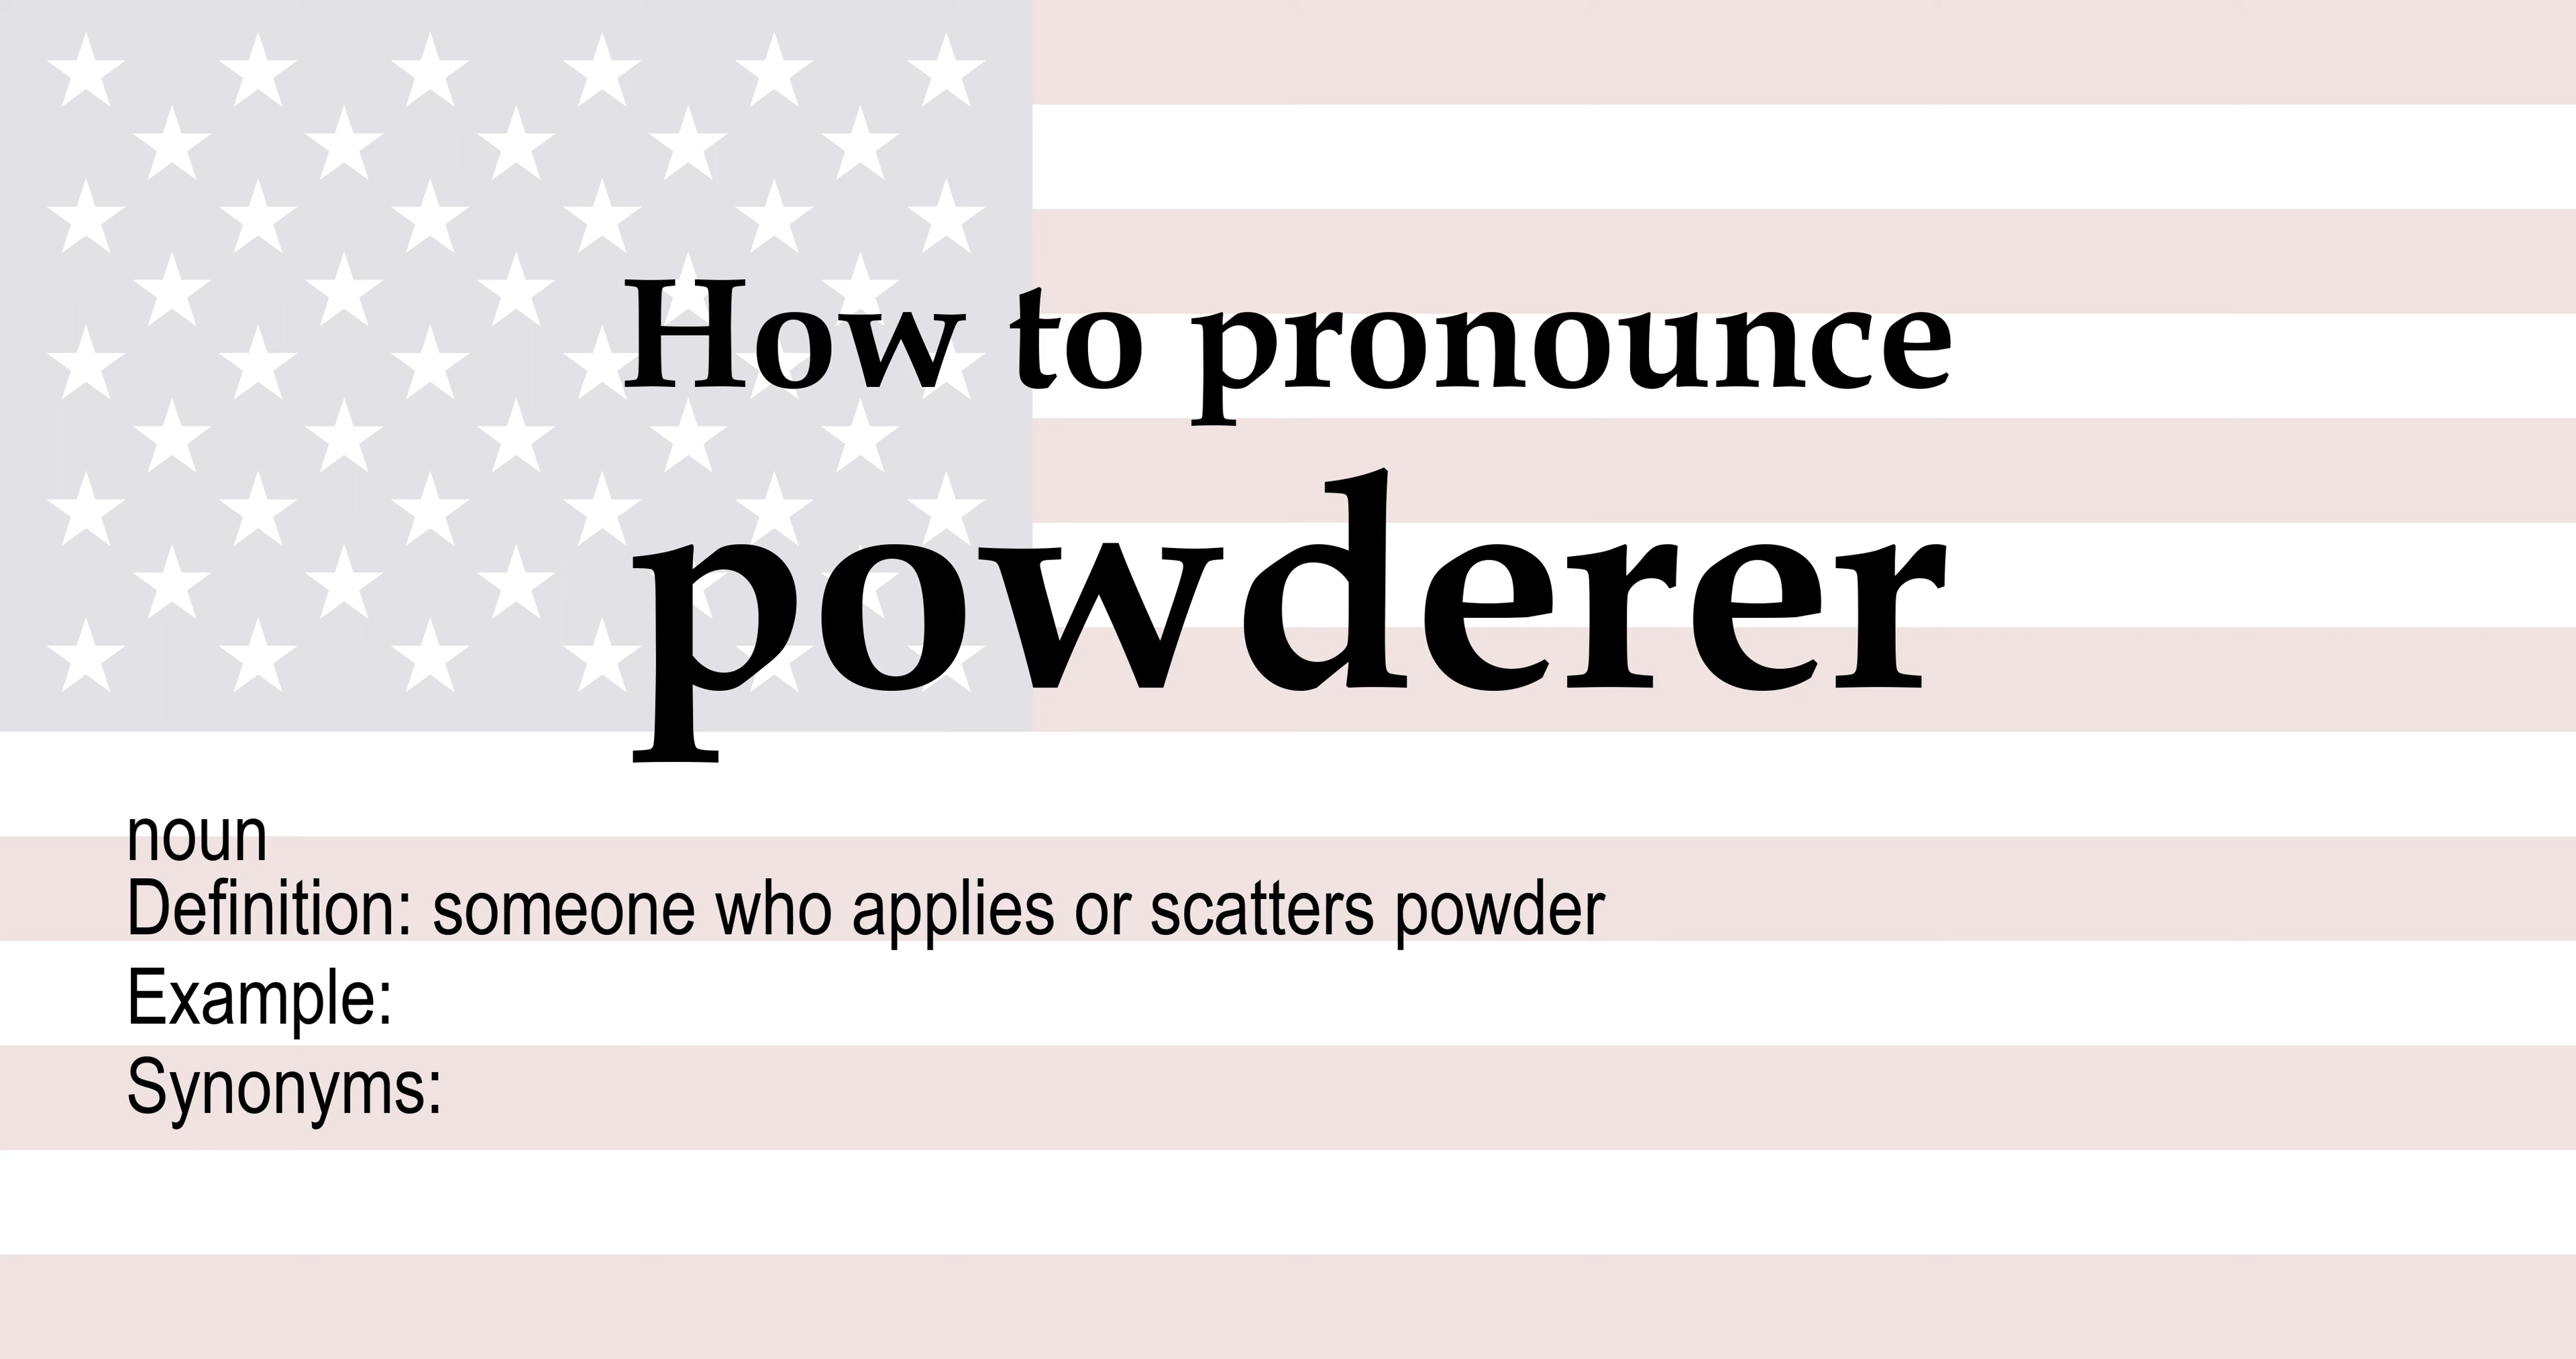 How to pronounce
powderer
noun
Definition: someone who applies or scatters powder
Example:
Synonyms: